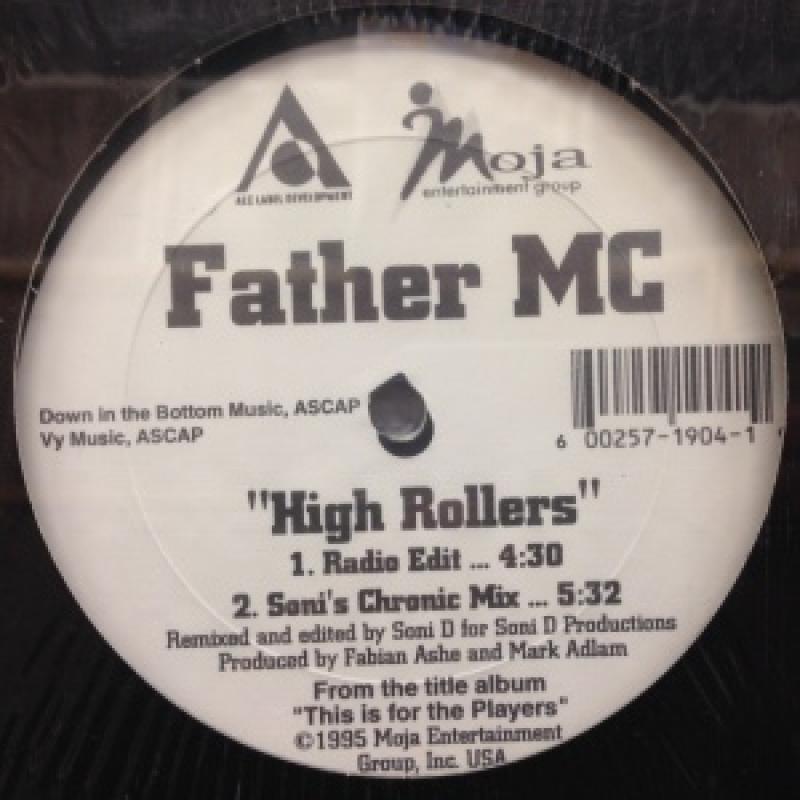 ACE LABEL DEVELOPMENT
Moja
entertainment group
Father MC
Down in the Bottom Music, ASCAP
Vy Music, ASCAP
6 00257-1904-1
"High Rollers"
1. Radio Edit ... 4:30
2. Soni's Chronic Mix ... 5:32
Remixed and edited by Soni D for Soni D Productions
Produced by Fabian Ashe and Mark Adlam
From the title album
"This is for the Players"
©1995 Moja Entertainment
Group, Inc. USA